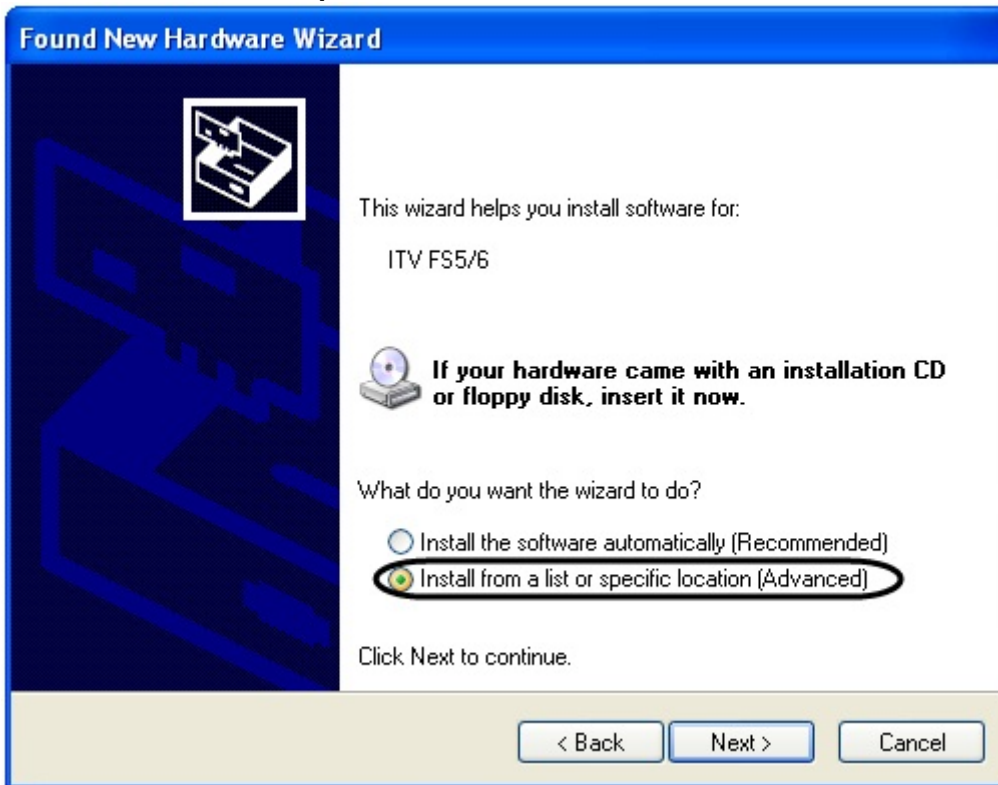 Found New Hardware Wizard
This wizard helps you install software for:
ITV FS5/6
If your hardware came with an installation CD
or floppy disk, insert it now.
What do you want the wizard to do?
Install the software automatically (Recommended)
Install from a list or specific location (Advanced)
Click Next to continue.
< Back
Next >
Cancel